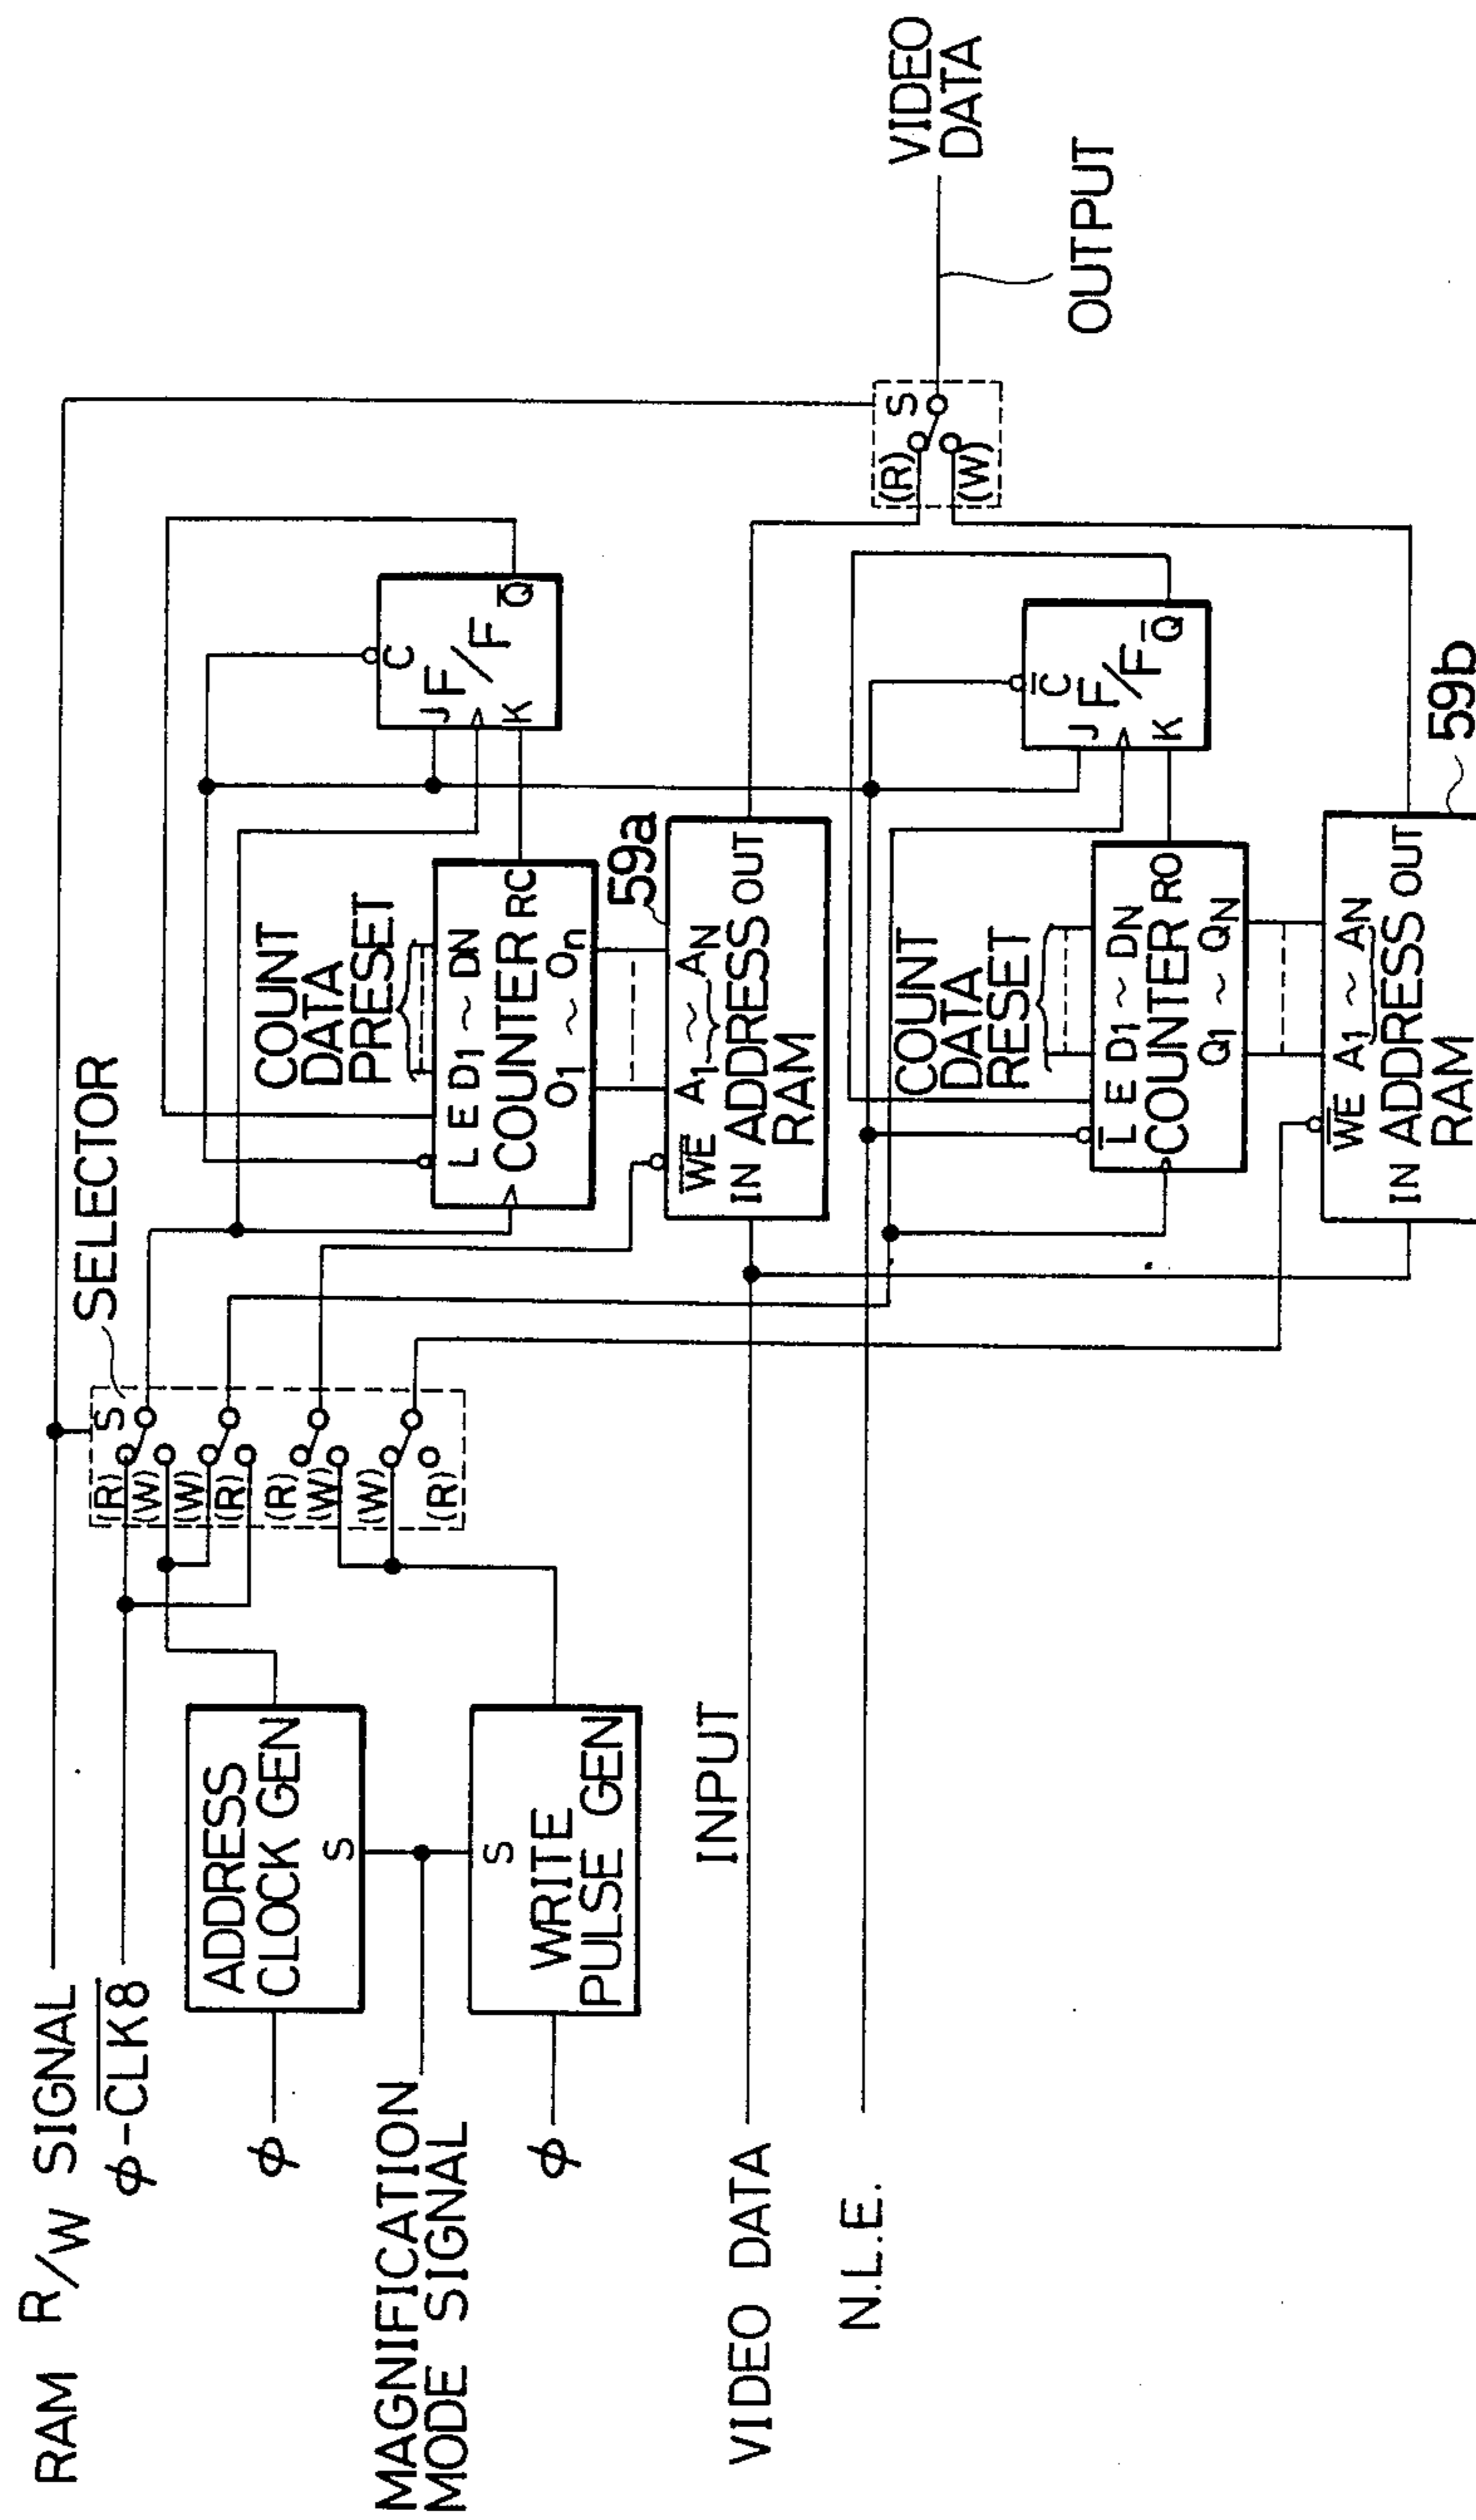 RAM R/W SIGNAL
ϕ-CLK8
ϕ
ADDRESS
CLOCK GEN
S
MAGNIFICATION
MODE SIGNAL
S
WRITE
PULSE GEN
ϕ
VIDEO DATA
INPUT
N.L.E.
SELECTOR
S
(R)
(W)
(W)
(R)
(R)
(W)
(W)
(R)
COUNT
DATA
PRESET
L E D1 ~ DN
COUNTER RC
O1 ~ On
C
J F/F Q̅
K
59a
W̅E̅ A1 ~ AN
IN ADDRESS OUT
RAM
COUNT
DATA
RESET
L̅ E D1 ~ DN
COUNTER RO
Q1 ~ QN
C̅
J F/F Q̅
K
59b
W̅E̅ A1 ~ AN
IN ADDRESS OUT
RAM
(R) S
(W)
VIDEO
DATA
OUTPUT